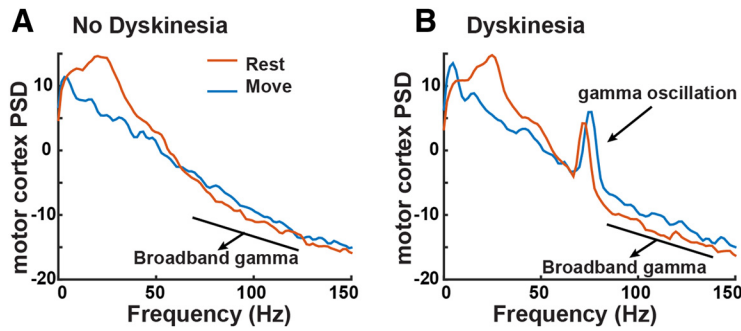 A No Dyskinesia
motor cortex PSD
10
0
-10
-20
Rest
Move
Broadband gamma
0 50 100 150
Frequency (Hz)
B Dyskinesia
motor cortex PSD
10
0
-10
-20
gamma oscillation
Broadband gamma
0 50 100 150
Frequency (Hz)